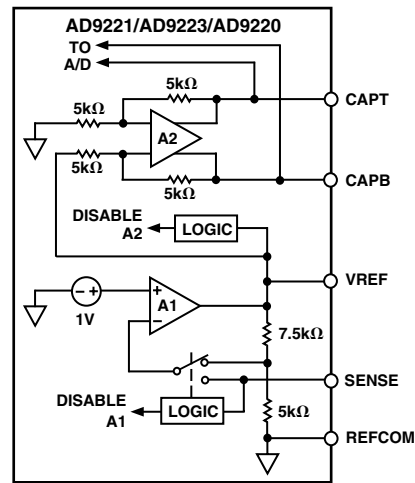 AD9221/AD9223/AD9220
TO
A/D
5kΩ
CAPT
5kΩ
A2
5kΩ
5kΩ
CAPB
DISABLE
A2
LOGIC
VREF
– +
1V
+
A1
–
7.5kΩ
SENSE
DISABLE
A1
LOGIC
5kΩ
REFCOM